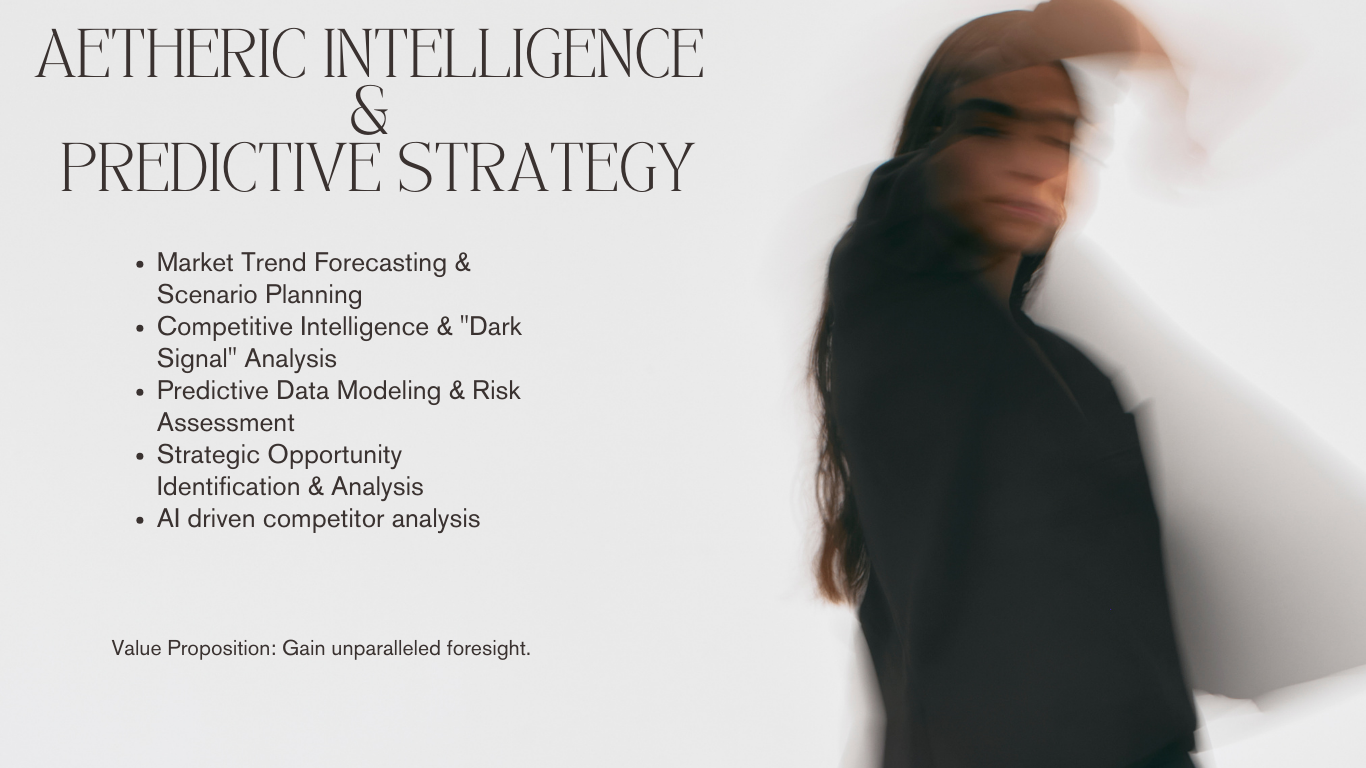 AETHERIC INTELLIGENCE
&
PREDICTIVE STRATEGY
• Market Trend Forecasting &
Scenario Planning
• Competitive Intelligence & "Dark
Signal" Analysis
• Predictive Data Modeling & Risk
Assessment
• Strategic Opportunity
Identification & Analysis
• AI driven competitor analysis
Value Proposition: Gain unparalleled foresight.